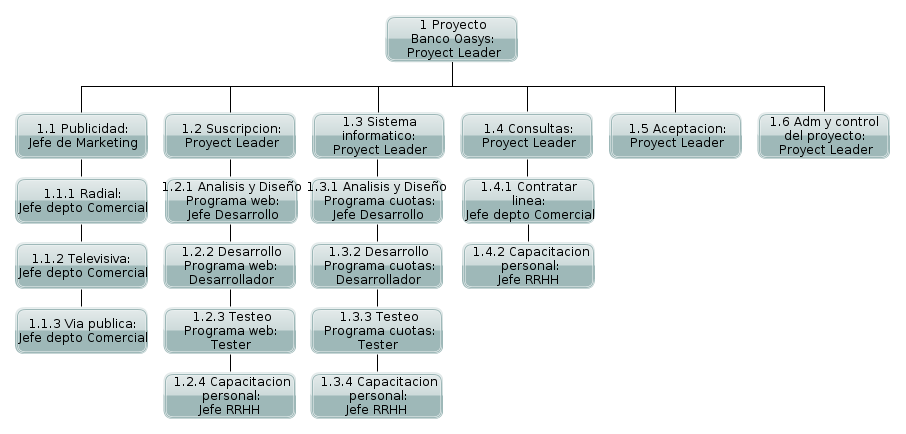 1 Proyecto
Banco Oasys:
Proyect Leader
1.1 Publicidad:
Jefe de Marketing
1.2 Suscripcion:
Proyect Leader
1.3 Sistema
informatico:
Proyect Leader
1.4 Consultas:
Proyect Leader
1.5 Aceptacion:
Proyect Leader
1.6 Adm y control
del proyecto:
Proyect Leader
1.1.1 Radial:
Jefe depto Comercial
1.2.1 Analisis y Diseño
Programa web:
Jefe Desarrollo
1.3.1 Analisis y Diseño
Programa cuotas:
Jefe Desarrollo
1.4.1 Contratar
linea:
Jefe depto Comercial
1.1.2 Televisiva:
Jefe depto Comercial
1.2.2 Desarrollo
Programa web:
Desarrollador
1.3.2 Desarrollo
Programa cuotas:
Desarrollador
1.4.2 Capacitacion
personal:
Jefe RRHH
1.1.3 Via publica:
Jefe depto Comercial
1.2.3 Testeo
Programa web:
Tester
1.3.3 Testeo
Programa cuotas:
Tester
1.2.4 Capacitacion
personal:
Jefe RRHH
1.3.4 Capacitacion
personal:
Jefe RRHH